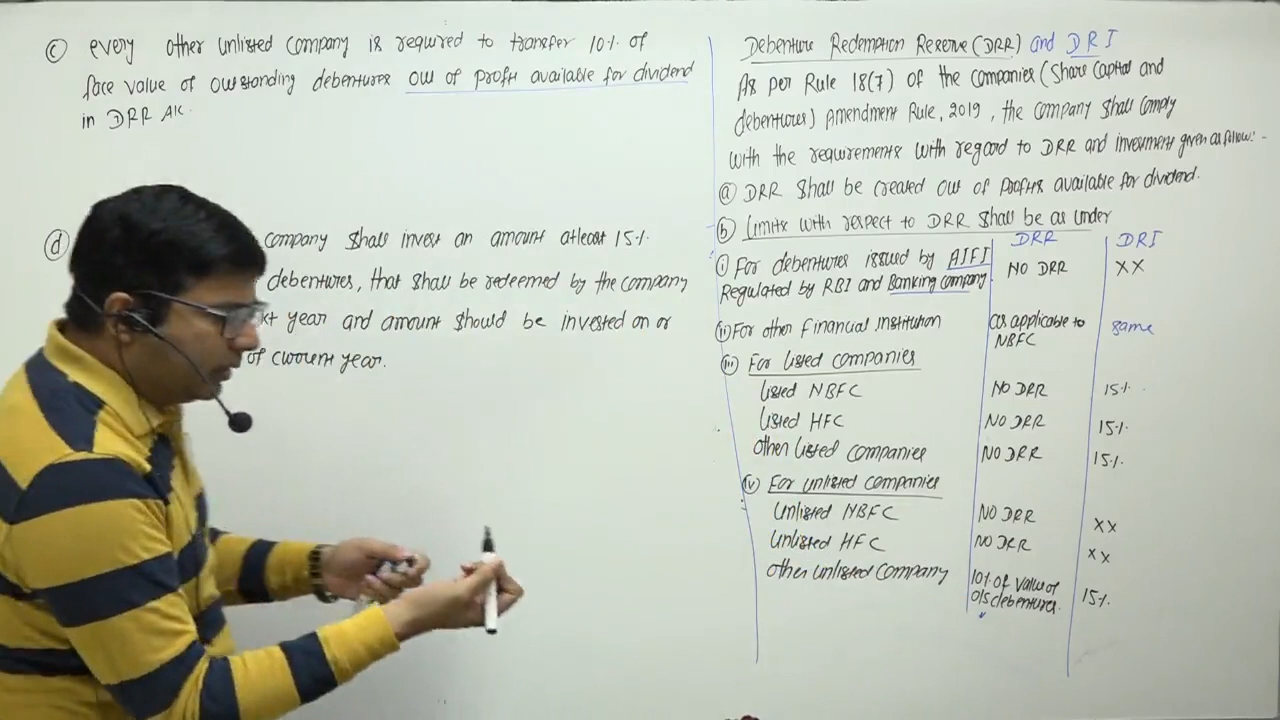 (c) every other unlisted company is required to transfer 10% of
face value of outstanding debentures out of profit available for dividend
in DRR A/c.
(d) company shall invest an amount atleast 15%
debentures, that shall be redeemed by the company
xt year and amount should be invested on or
of current year.
Debenture Redemption Reserve (DRR) and DRI
As per Rule 18(7) of the companies (Share Capital and
debentures) Amendment Rule, 2019, the company shall comply
with the requirements with regard to DRR and investment given as follow:-
(a) DRR shall be created out of profits available for dividend.
(b) Limits with respect to DRR shall be as under
DRR DRI
(i) For debentures issued by AIFI NO DRR XX
Regulated by RBI and Banking company.
(ii) For other financial institution as applicable to NBFC same
(iii) For listed companies
listed NBFC NO DRR 15%.
listed HFC NO DRR 15%.
Other listed companies NO DRR 15%.
(iv) For unlisted companies
Unlisted NBFC NO DRR XX
Unlisted HFC NO DRR XX
Other unlisted company 10% of value of o/s debentures. 15%